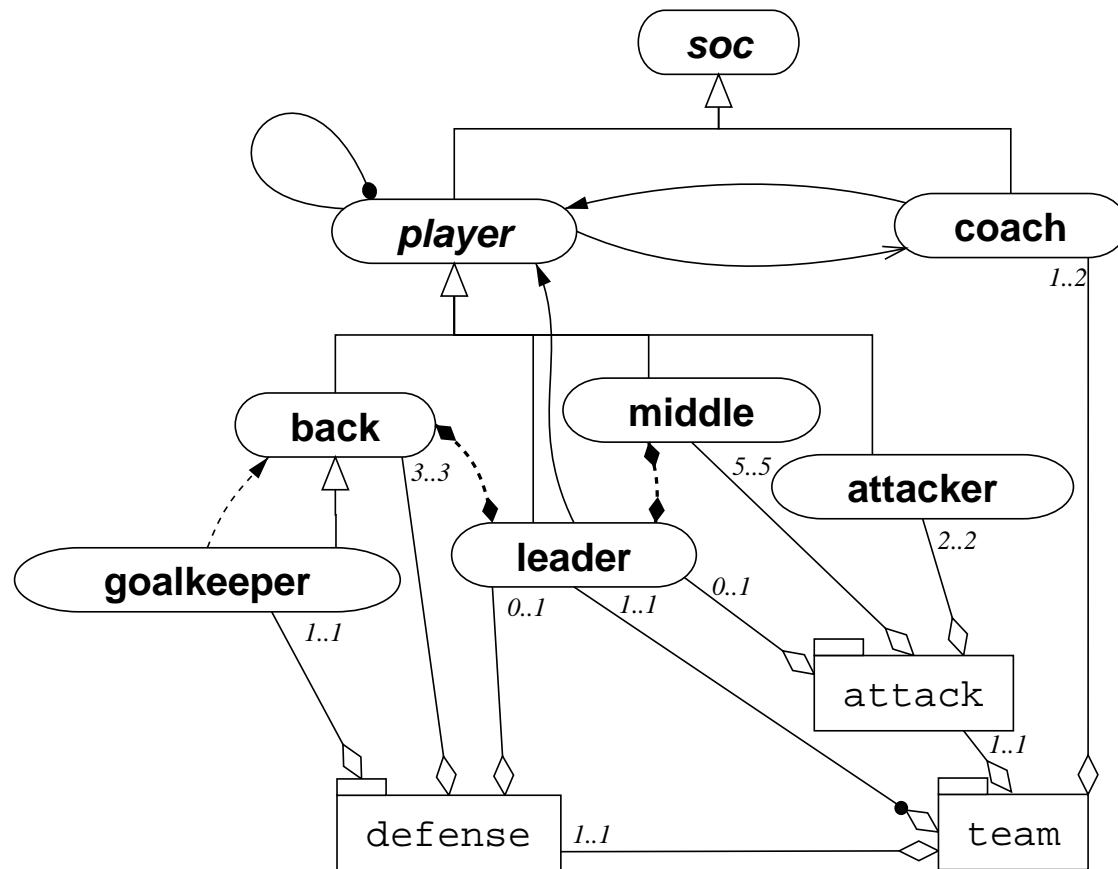 soc
player
coach
1..2
back
middle
3..3
5..5
attacker
2..2
goalkeeper
leader
1..1
0..1
1..1
0..1
attack
1..1
defense
1..1
team